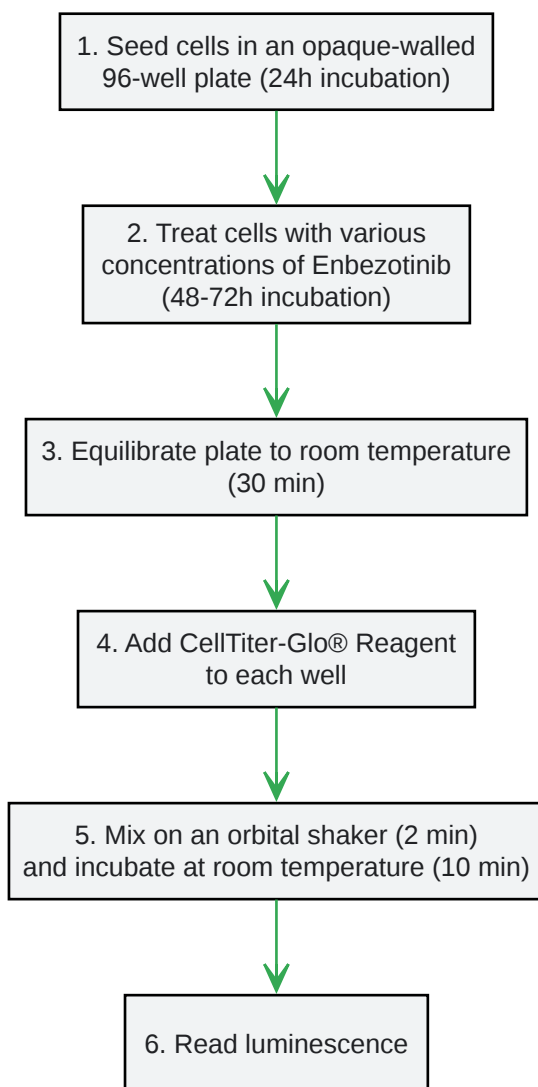 1. Seed cells in an opaque-walled
96-well plate (24h incubation)
2. Treat cells with various
concentrations of Enbezotinib
(48-72h incubation)
3. Equilibrate plate to room temperature
(30 min)
4. Add CellTiter-Glo® Reagent
to each well
5. Mix on an orbital shaker (2 min)
and incubate at room temperature (10 min)
6. Read luminescence